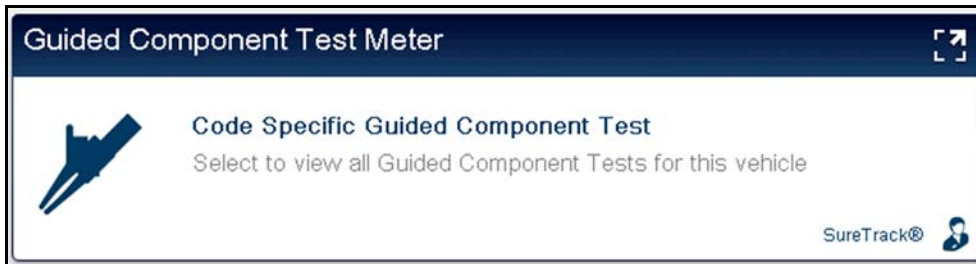 Guided Component Test Meter
Code Specific Guided Component Test
Select to view all Guided Component Tests for this vehicle
SureTrack®